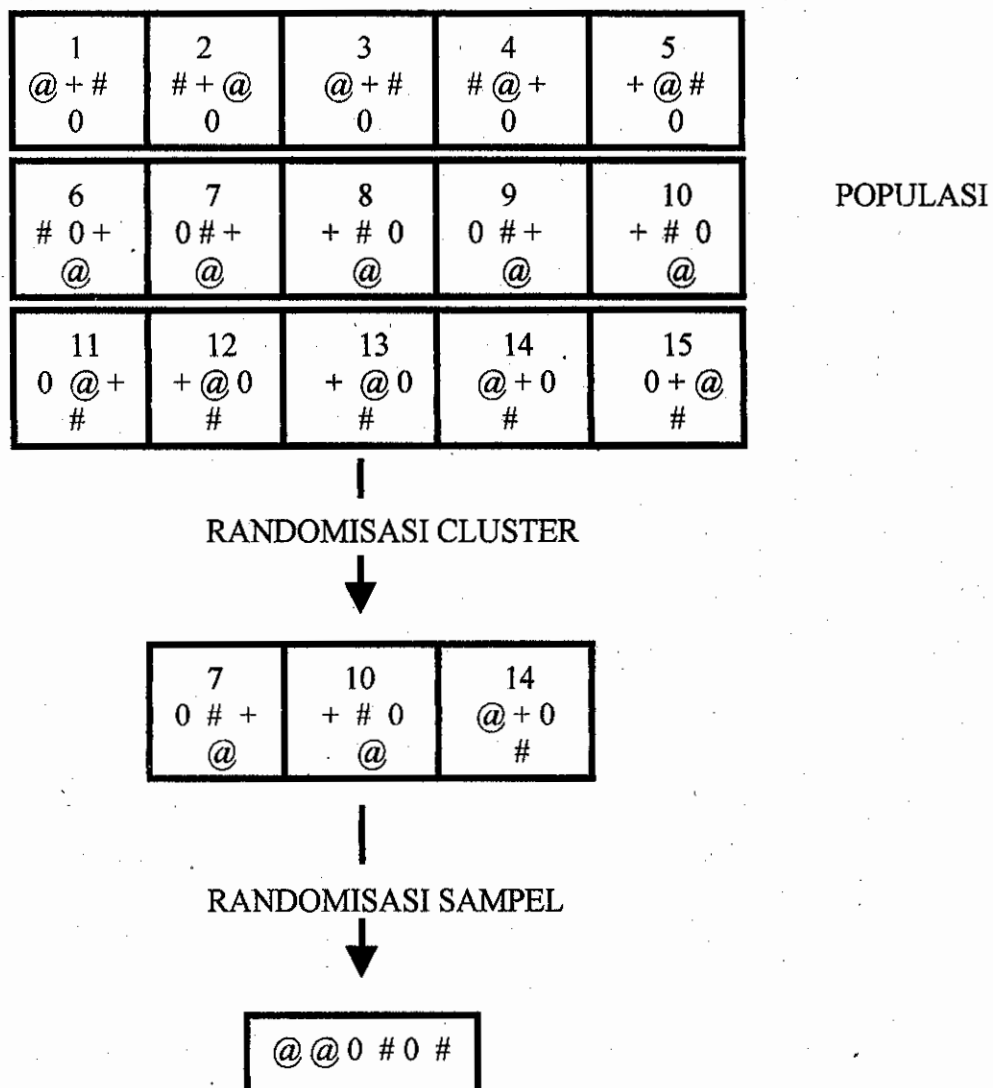 1 2 3 4 5
@ + # # + @ @ + # # @ + + @ #
0 0 0 0 0
6 7 8 9 10
# 0 + 0 # + + # 0 0 # + + # 0
@ @ @ @ @
POPULASI
11 12 13 14 15
0 @ + + @ 0 + @ 0 @ + 0 0 + @
# # # # #
RANDOMISASI CLUSTER
7 10 14
0 # + + # 0 @ + 0
@ @ #
RANDOMISASI SAMPEL
@ @ 0 # 0 #